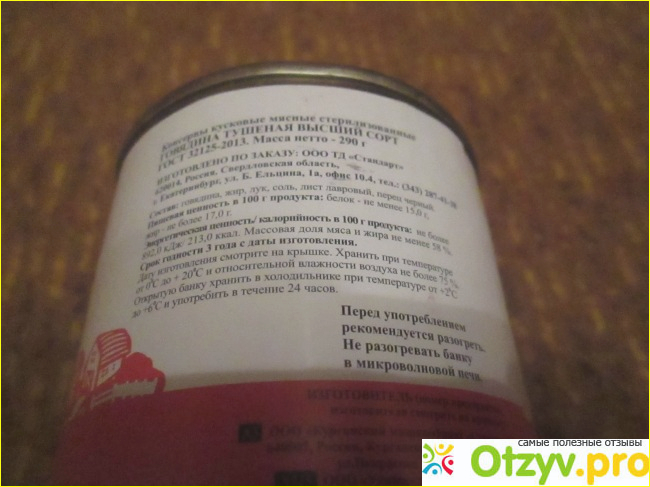 Консервы кусковые мясные стерилизованные
ГОВЯДИНА ТУШЕНАЯ ВЫСШИЙ СОРТ
ГОСТ 32125-2013. Масса нетто - 290 г
ИЗГОТОВЛЕНО ПО ЗАКАЗУ: ООО ТД «Стандарт»
620014, Россия, Свердловская область,
г. Екатеринбург, ул. Б. Ельцина, 1а, офис 10.4, тел.: (343) 287-41-38
Состав: говядина, жир, лук, соль, лист лавровый, перец черный.
Пищевая ценность в 100 г продукта: белок - не менее 15,0 г,
жир - не более 17,0 г.
Энергетическая ценность/ калорийность в 100 г продукта: не более
892,0 кДж/ 213,0 ккал. Массовая доля мяса и жира не менее 58 %.
Срок годности 3 года с даты изготовления.
Дату изготовления смотрите на крышке. Хранить при температуре
от 0°С до + 20°С и относительной влажности воздуха не более 75 %.
Открытую банку хранить в холодильнике при температуре от +2°С
до +6°С и употребить в течение 24 часов.
Перед употреблением
рекомендуется разогреть.
Не разогревать банку
в микроволновой печи.
ИЗГОТОВИТЕЛЬ
ООО
самые полезные отзывы
Otzyv.pro